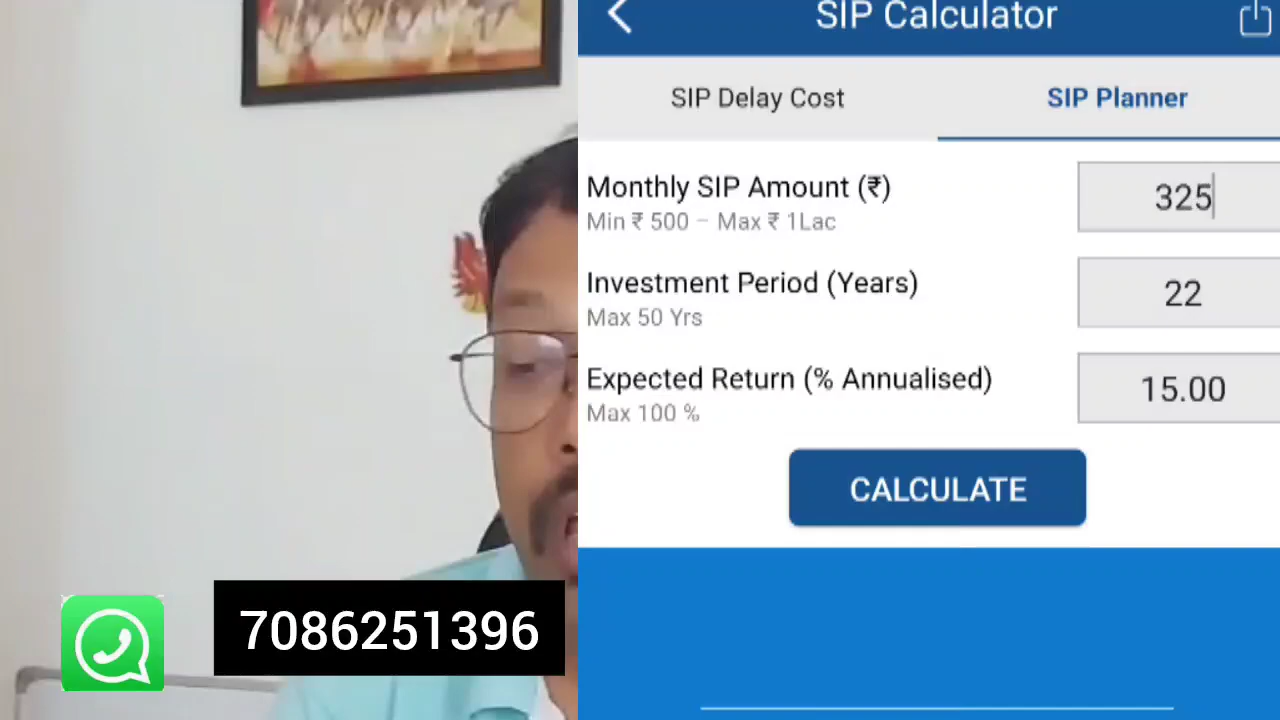 SIP Calculator
SIP Delay Cost
SIP Planner
Monthly SIP Amount (₹)
325
Min ₹ 500 – Max ₹ 1Lac
Investment Period (Years)
22
Max 50 Yrs
Expected Return (% Annualised)
15.00
Max 100 %
CALCULATE
7086251396